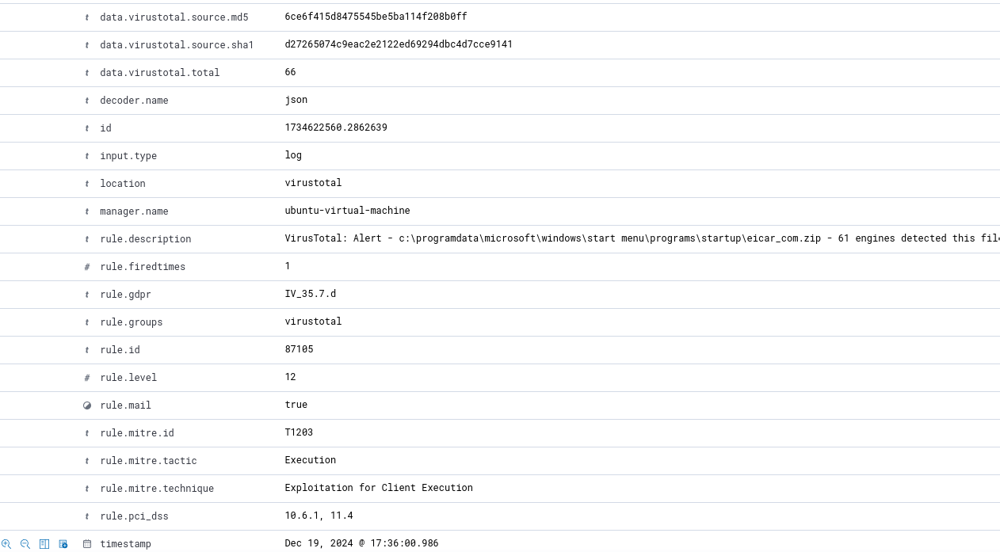 t data.virustotal.source.md5 6ce6f415d8475545be5ba114f208b0ff
t data.virustotal.source.sha1 d27265074c9eac2e2122ed69294dbc4d7cce9141
t data.virustotal.total 66
t decoder.name json
t id 1734622560.2862639
t input.type log
t location virustotal
t manager.name ubuntu-virtual-machine
t rule.description VirusTotal: Alert - c:\programdata\microsoft\windows\start menu\programs\startup\eicar_com.zip - 61 engines detected this file
# rule.firedtimes 1
t rule.gdpr IV_35.7.d
t rule.groups virustotal
t rule.id 87105
# rule.level 12
rule.mail true
t rule.mitre.id T1203
t rule.mitre.tactic Execution
t rule.mitre.technique Exploitation for Client Execution
t rule.pci_dss 10.6.1, 11.4
timestamp Dec 19, 2024 @ 17:36:00.986